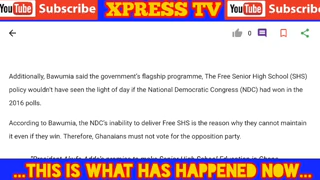 YouTube Subscribe XPRESS TV YouTube Subscribe
0
Additionally, Bawumia said the government's flagship programme, The Free Senior High School (SHS)
policy wouldn't have seen the light of day if the National Democratic Congress (NDC) had won in
the 2016 polls.
According to Bawumia, the NDC's inability to deliver Free SHS is the reason why they cannot maintain
it even if they win. Therefore, Ghanaians must not vote for the opposition party.
...THIS IS WHAT HAS HAPPENED NOW...